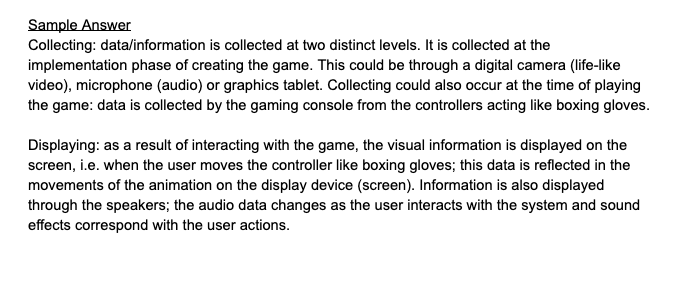 Sample Answer
Collecting: data/information is collected at two distinct levels. It is collected at the
implementation phase of creating the game. This could be through a digital camera (life-like
video), microphone (audio) or graphics tablet. Collecting could also occur at the time of playing
the game: data is collected by the gaming console from the controllers acting like boxing gloves.
Displaying: as a result of interacting with the game, the visual information is displayed on the
screen, i.e. when the user moves the controller like boxing gloves; this data is reflected in the
movements of the animation on the display device (screen). Information is also displayed
through the speakers; the audio data changes as the user interacts with the system and sound
effects correspond with the user actions.